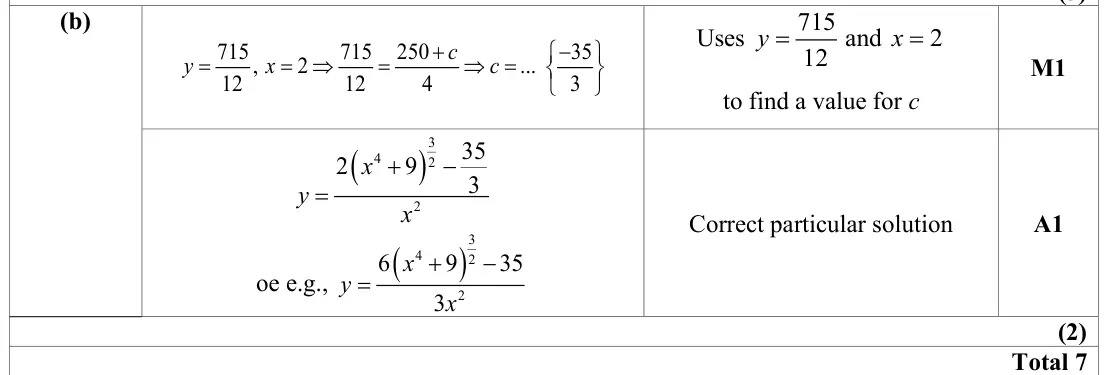 (b)
y = 715/12, x = 2 ⇒ 715/12 = (250 + c)/4 ⇒ c = ... {−35/3}
Uses y = 715/12 and x = 2
to find a value for c
M1
y = (2(x⁴ + 9)^(3/2) − 35/3)/x²
oe e.g., y = (6(x⁴ + 9)^(3/2) − 35)/(3x²)
Correct particular solution
A1
(2)
Total 7